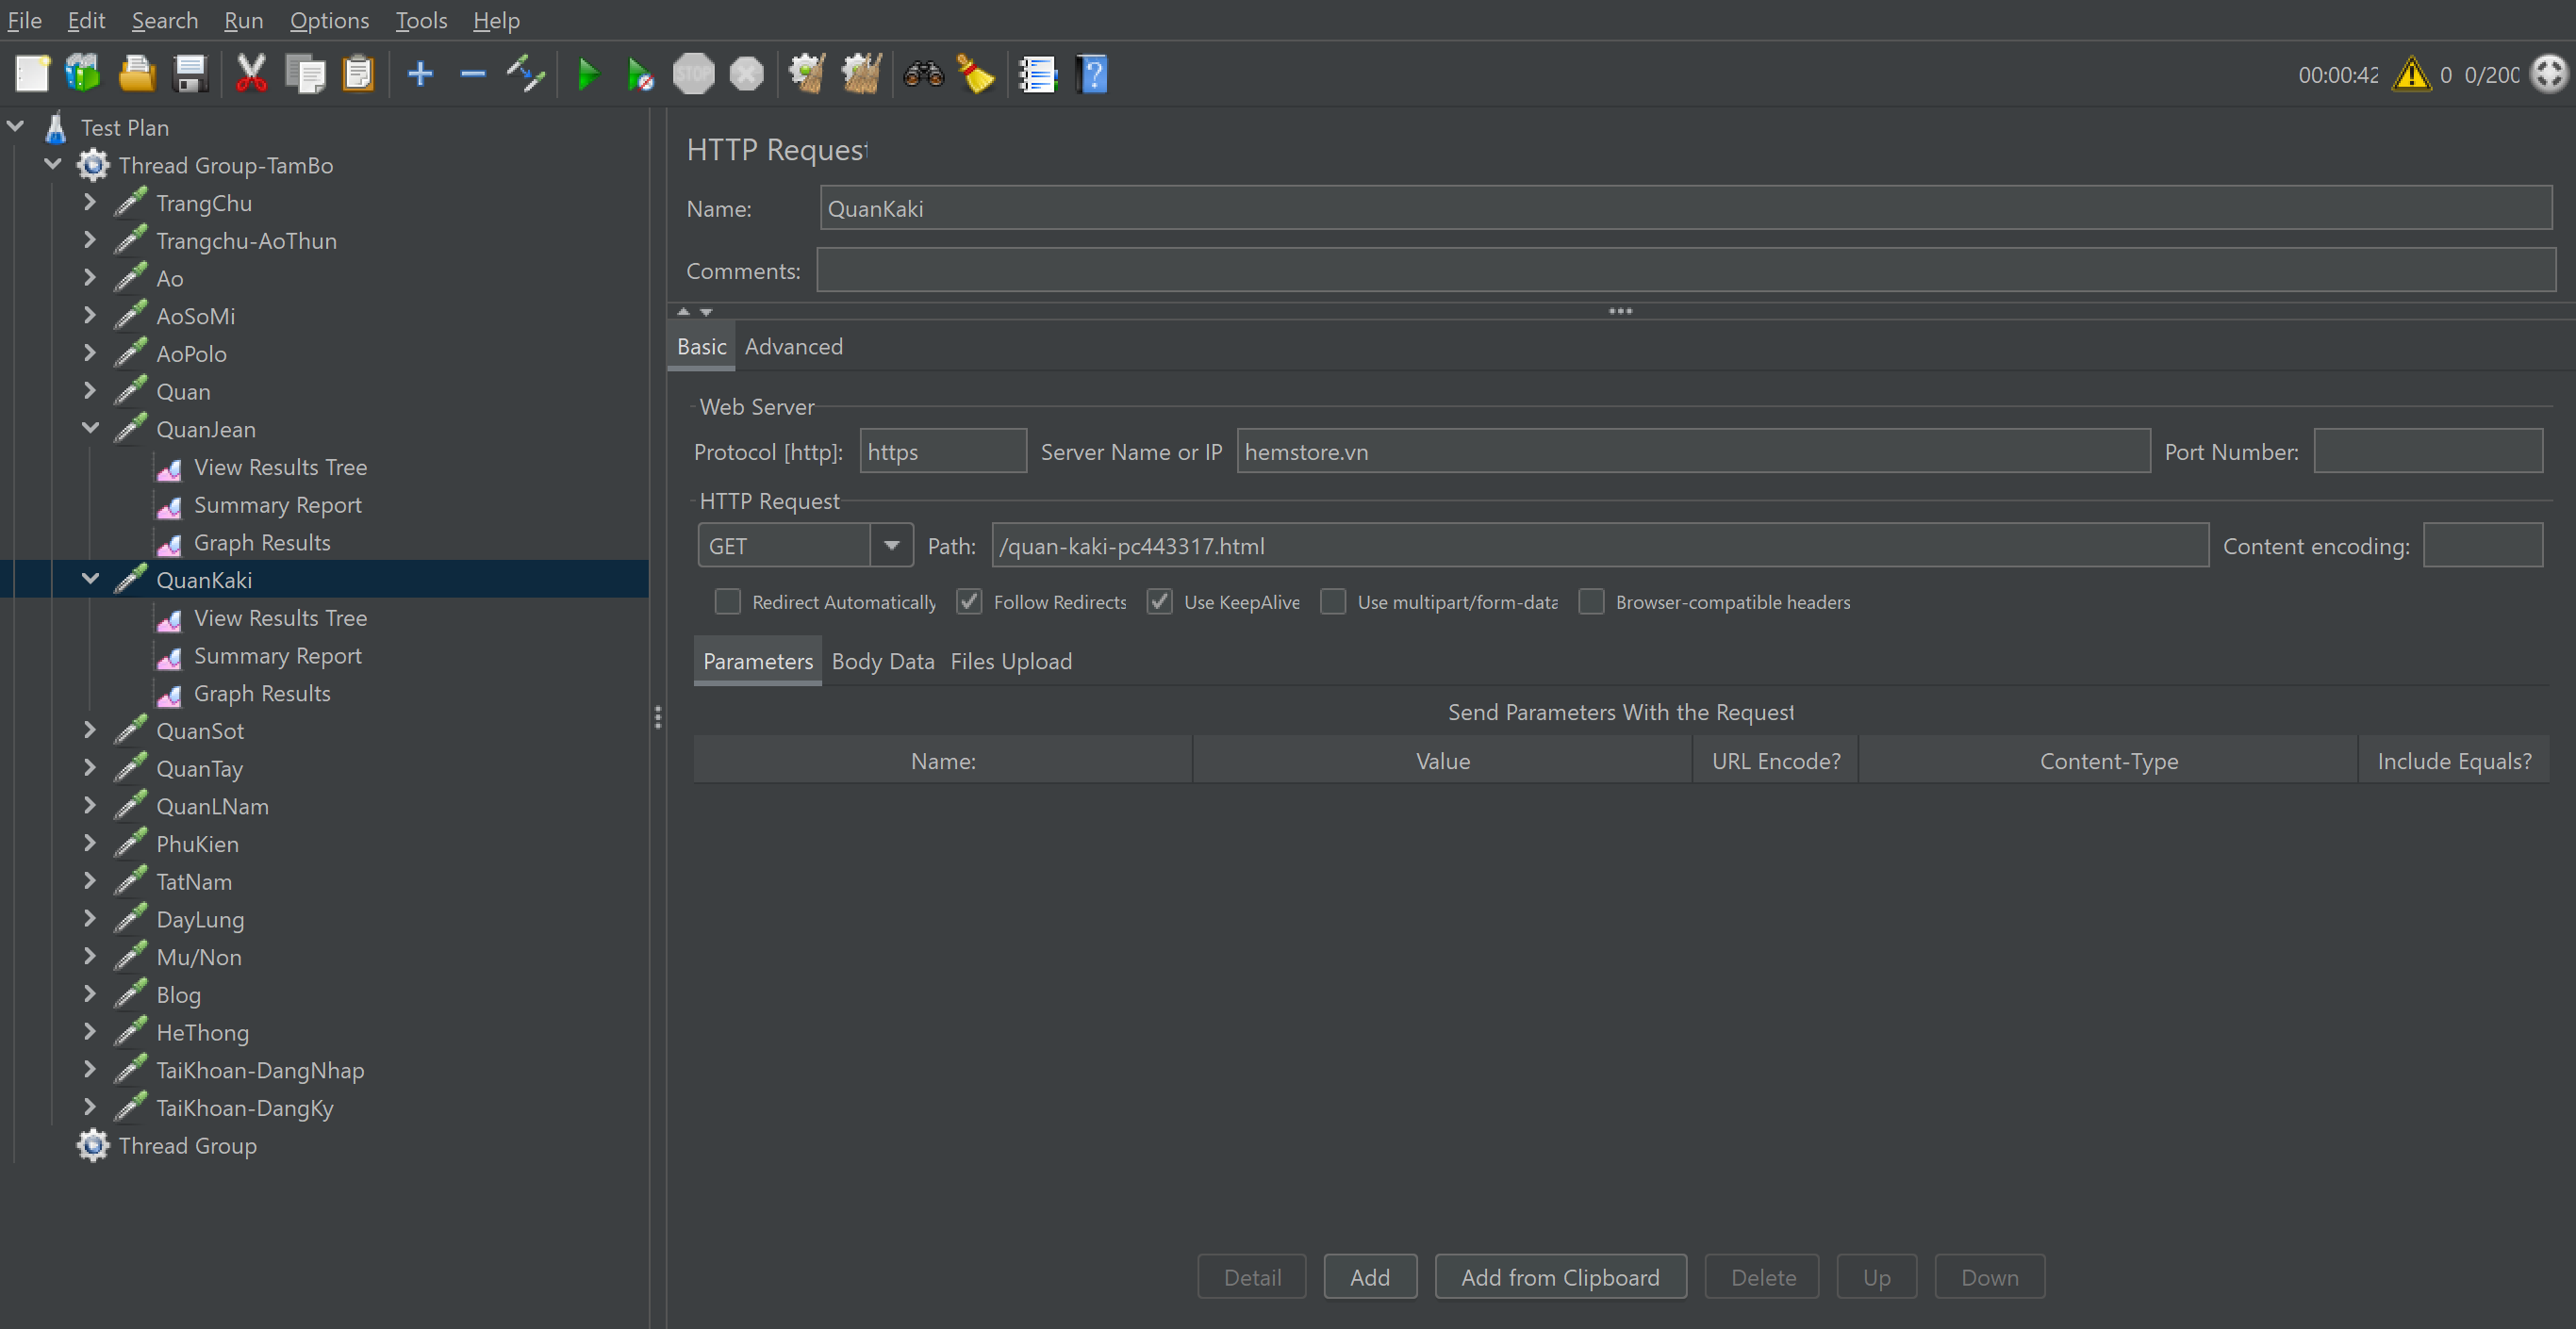 File Edit Search Run Options Tools Help
STOP
00:00:42 0 0/200
Test Plan
Thread Group-TamBo
TrangChu
Trangchu-AoThun
Ao
AoSoMi
AoPolo
Quan
QuanJean
View Results Tree
Summary Report
Graph Results
QuanKaki
View Results Tree
Summary Report
Graph Results
QuanSot
QuanTay
QuanLNam
PhuKien
TatNam
DayLung
Mu/Non
Blog
HeThong
TaiKhoan-DangNhap
TaiKhoan-DangKy
Thread Group
HTTP Request
Name: QuanKaki
Comments:
Basic Advanced
Web Server
Protocol [http]: https Server Name or IP hemstore.vn Port Number:
HTTP Request
GET Path: /quan-kaki-pc443317.html Content encoding:
Redirect Automatically Follow Redirects Use KeepAlive Use multipart/form-data Browser-compatible headers
Parameters Body Data Files Upload
Send Parameters With the Request
Name: Value URL Encode? Content-Type Include Equals?
Detail Add Add from Clipboard Delete Up Down